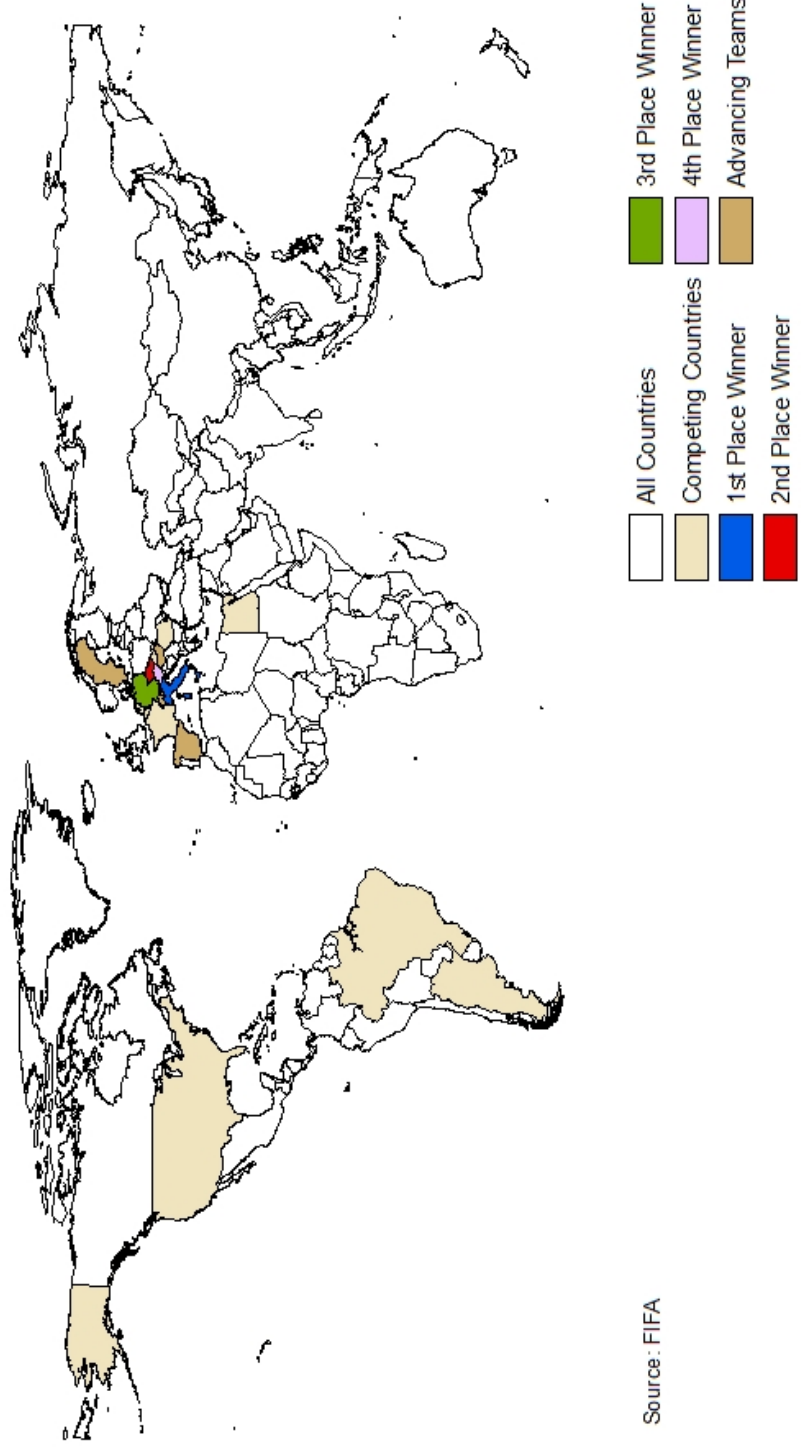 All Countries
Competing Countries
1st Place Winner
2nd Place Winner
3rd Place Winner
4th Place Winner
Advancing Teams
Source: FIFA